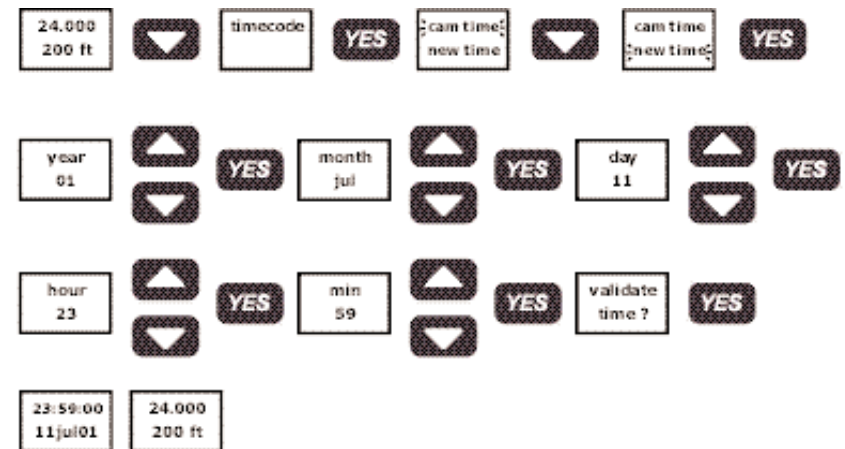 24.000
200 ft
timecode
YES
cam time
new time
cam time
new time
YES
year
01
YES
month
jul
YES
day
11
YES
hour
23
YES
min
59
YES
validate
time ?
YES
23:59:00
11jul01
24.000
200 ft